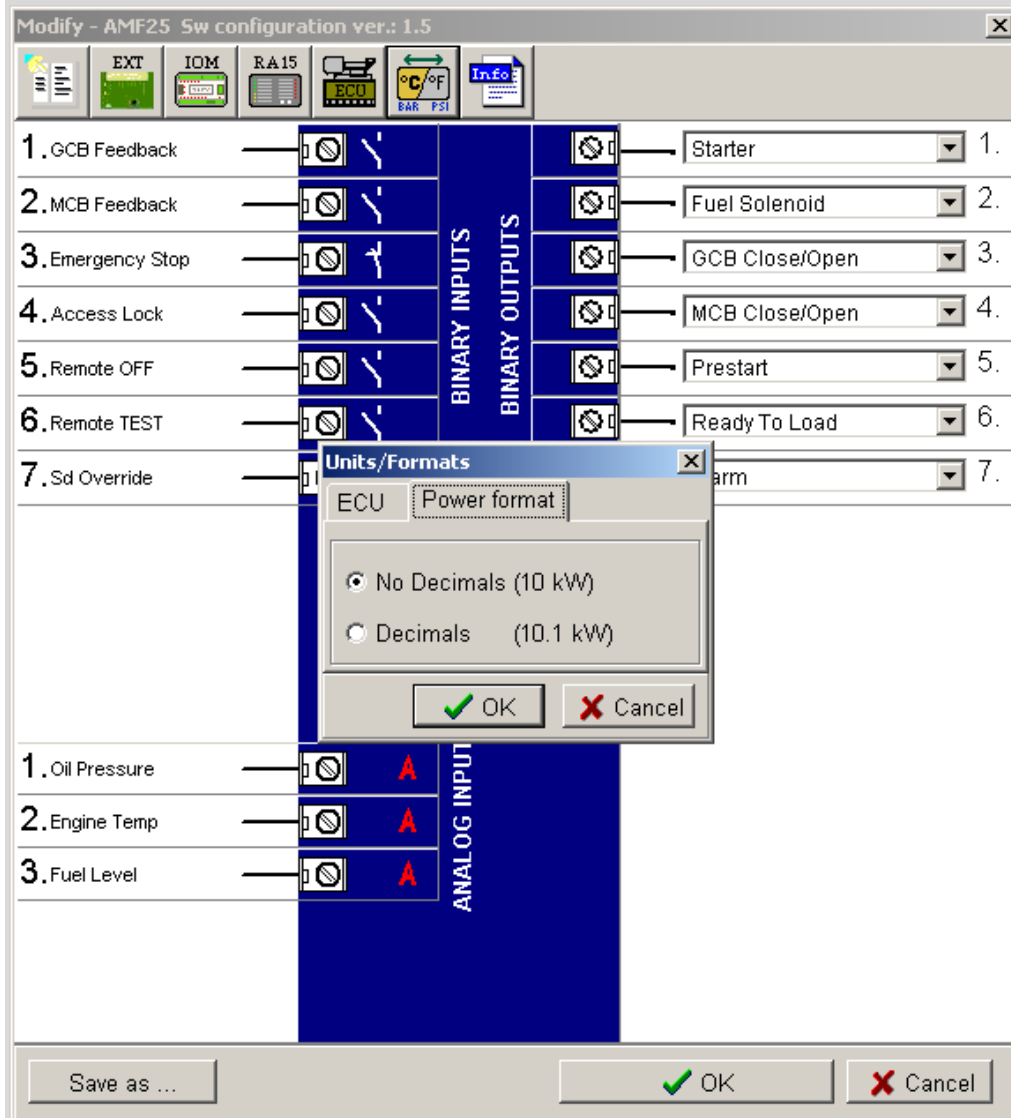 Modify - AMF25 Sw configuration ver.: 1.5
EXT
IOM
RA15
ECU
°C/°F
BAR PSI
Info
1. GCB Feedback
Starter
1.
2. MCB Feedback
Fuel Solenoid
2.
3. Emergency Stop
GCB Close/Open
3.
4. Access Lock
MCB Close/Open
4.
5. Remote OFF
Prestart
5.
6. Remote TEST
Ready To Load
6.
7. Sd Override
arm
7.
BINARY INPUTS
BINARY OUTPUTS
Units/Formats
ECU
Power format
No Decimals (10 kW)
Decimals (10.1 kW)
OK
Cancel
1. Oil Pressure
A
2. Engine Temp
A
3. Fuel Level
A
ANALOG INPUT
Save as ...
OK
Cancel